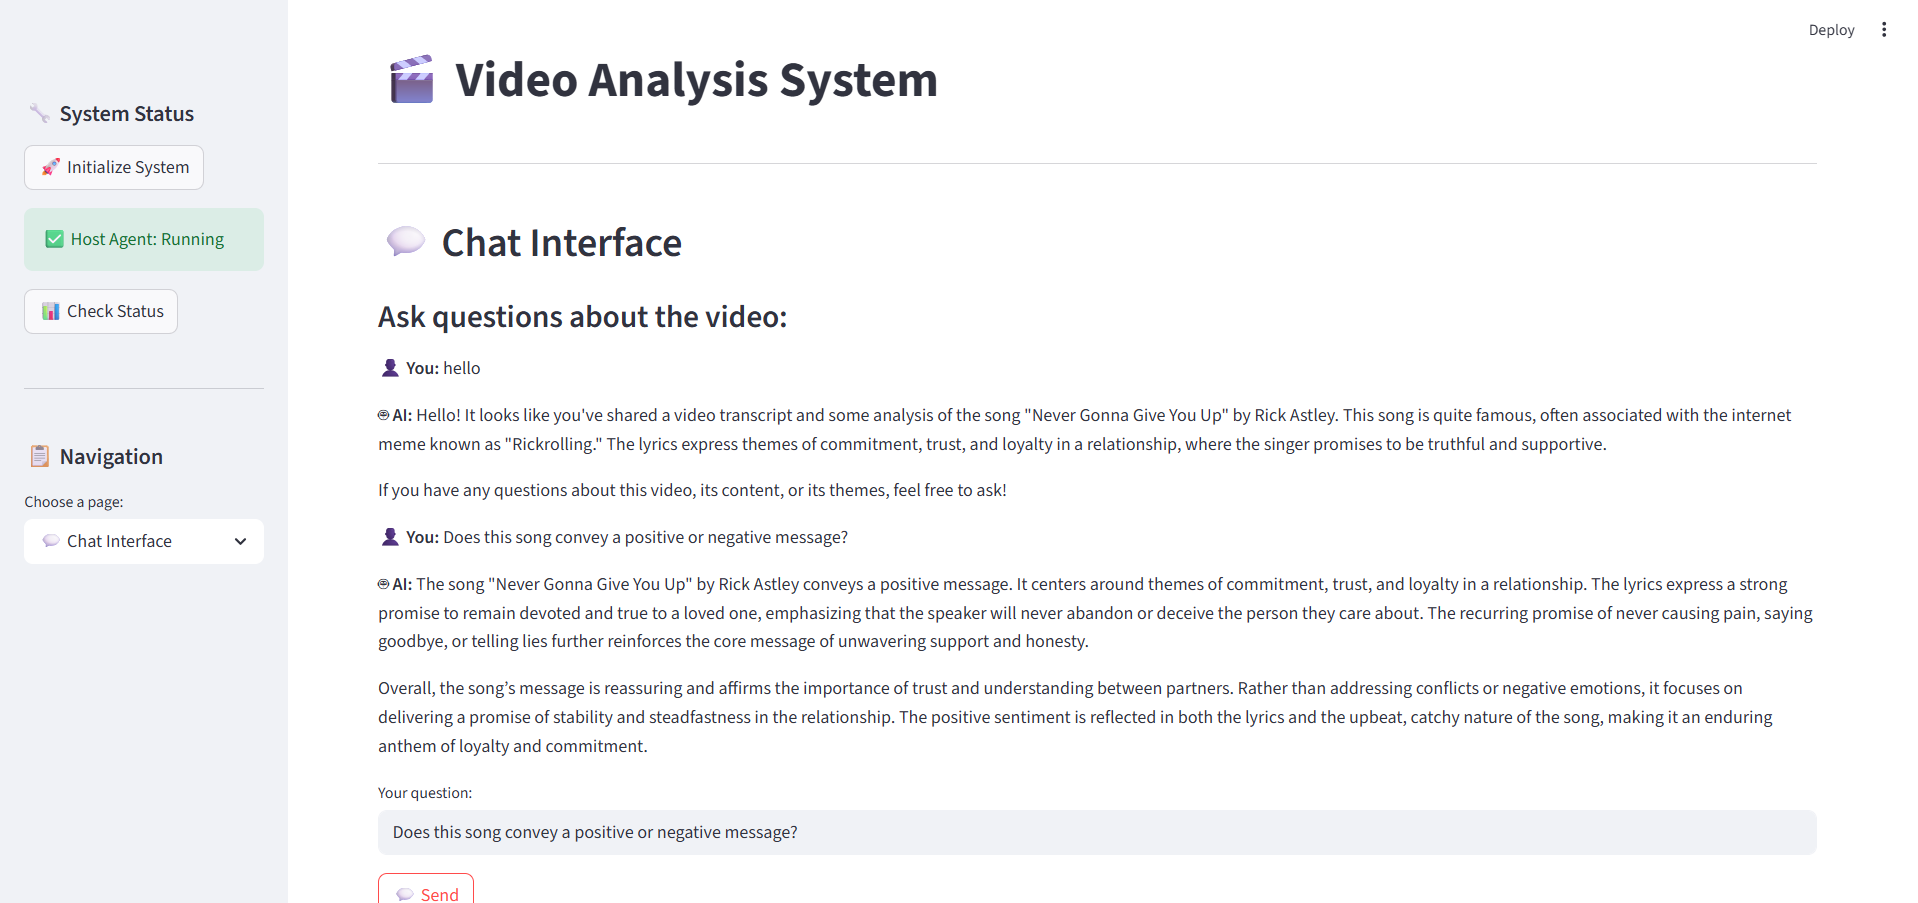 Deploy
System Status
Initialize System
Host Agent: Running
Check Status
Navigation
Choose a page:
Chat Interface
Video Analysis System
Chat Interface
Ask questions about the video:
You: hello
AI: Hello! It looks like you've shared a video transcript and some analysis of the song "Never Gonna Give You Up" by Rick Astley. This song is quite famous, often associated with the internet
meme known as "Rickrolling." The lyrics express themes of commitment, trust, and loyalty in a relationship, where the singer promises to be truthful and supportive.
If you have any questions about this video, its content, or its themes, feel free to ask!
You: Does this song convey a positive or negative message?
AI: The song "Never Gonna Give You Up" by Rick Astley conveys a positive message. It centers around themes of commitment, trust, and loyalty in a relationship. The lyrics express a strong
promise to remain devoted and true to a loved one, emphasizing that the speaker will never abandon or deceive the person they care about. The recurring promise of never causing pain, saying
goodbye, or telling lies further reinforces the core message of unwavering support and honesty.
Overall, the song’s message is reassuring and affirms the importance of trust and understanding between partners. Rather than addressing conflicts or negative emotions, it focuses on
delivering a promise of stability and steadfastness in the relationship. The positive sentiment is reflected in both the lyrics and the upbeat, catchy nature of the song, making it an enduring
anthem of loyalty and commitment.
Your question:
Does this song convey a positive or negative message?
Send